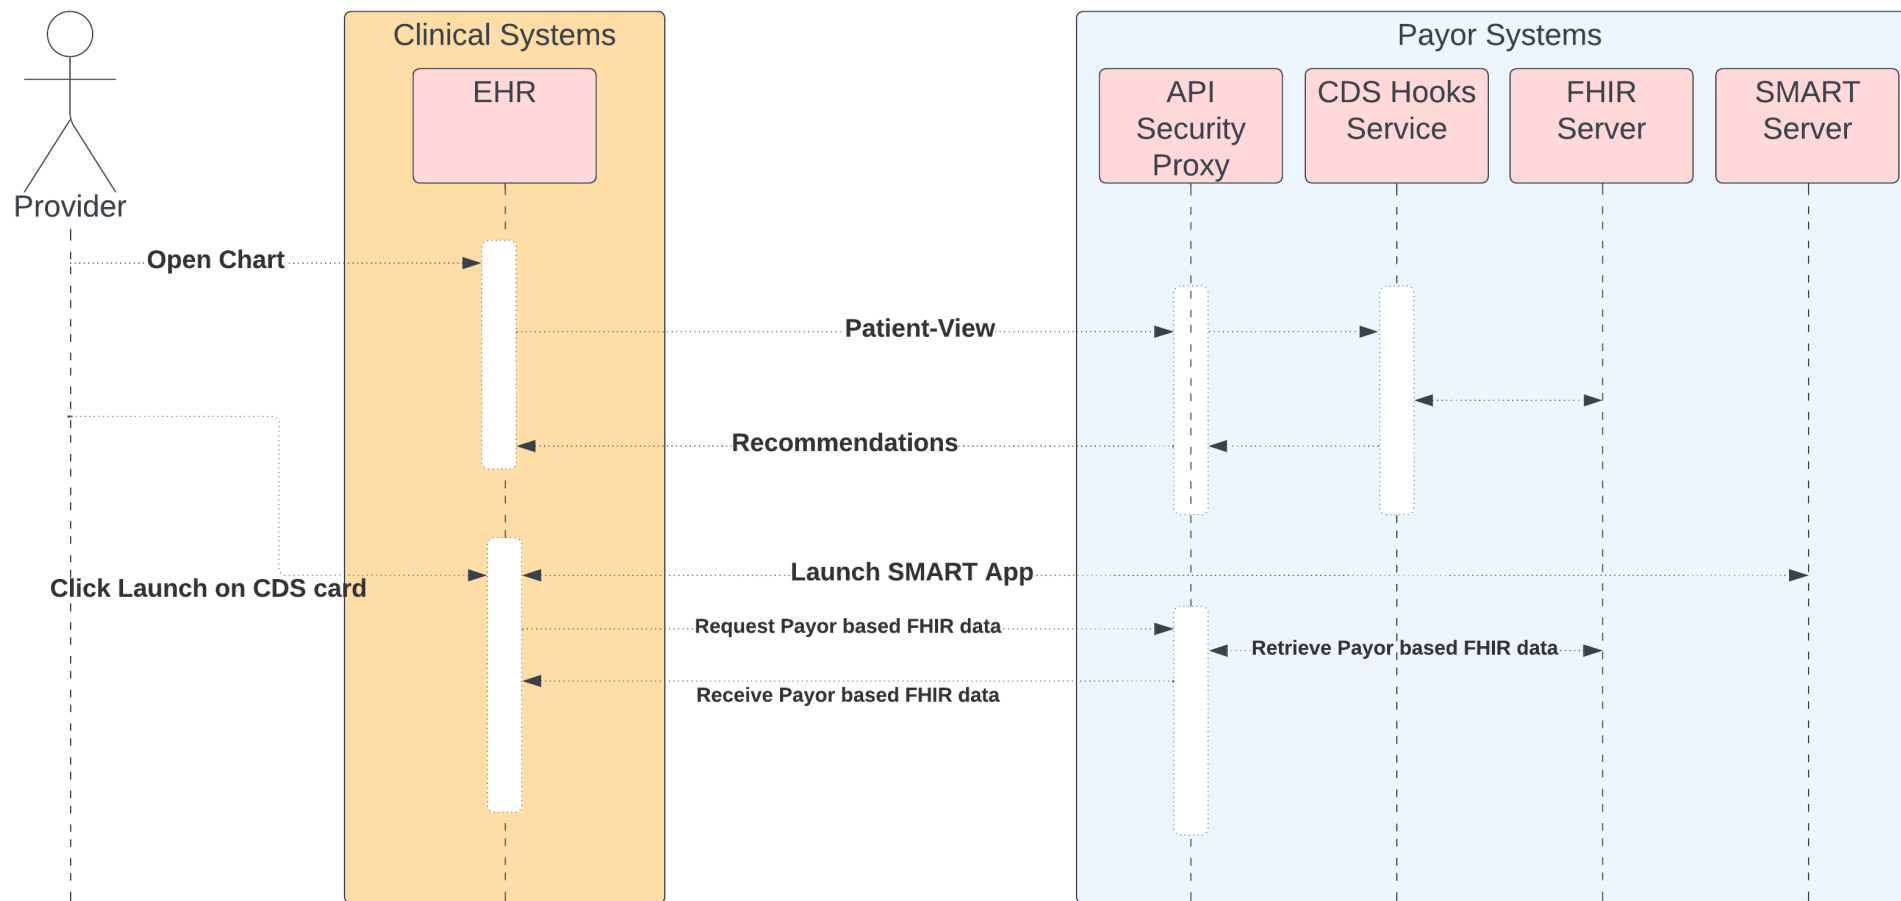 Clinical Systems
Payor Systems
EHR
API
Security
Proxy
CDS Hooks
Service
FHIR
Server
SMART
Server
Provider
Open Chart
Patient-View
Recommendations
Launch SMART App
Click Launch on CDS card
Request Payor based FHIR data
Retrieve Payor based FHIR data
Receive Payor based FHIR data